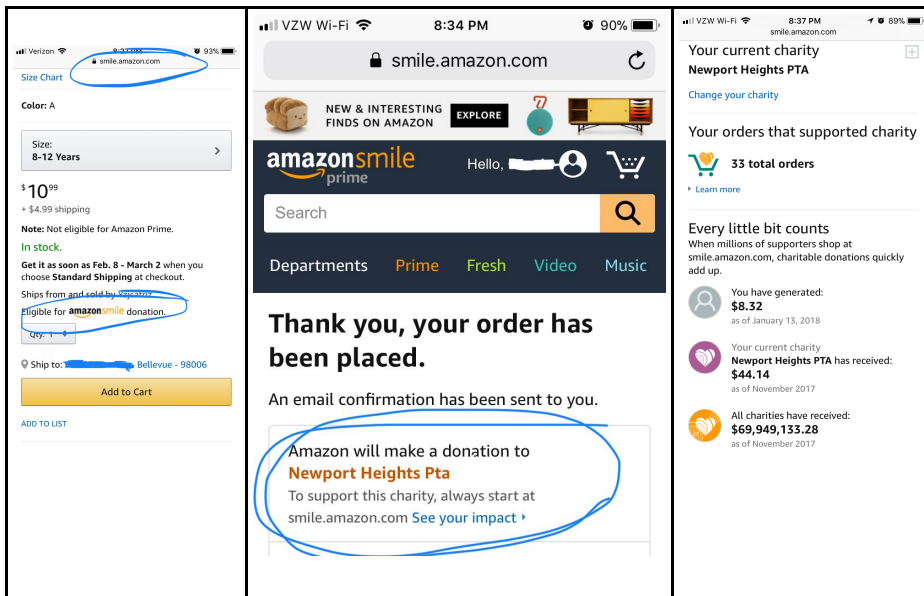 Verizon 93%
smile.amazon.com
Size Chart
Color: A
Size:
8-12 Years
$10 99
+ $4.99 shipping
Note: Not eligible for Amazon Prime.
In stock.
Get it as soon as Feb. 8 - March 2 when you
choose Standard Shipping at checkout.
Ships from and sold by
Eligible for amazonsmile donation.
Qty: 1
Ship to: Bellevue - 98006
Add to Cart
ADD TO LIST
VZW Wi-Fi 8:34 PM 90%
smile.amazon.com
NEW & INTERESTING
FINDS ON AMAZON
EXPLORE
amazonsmile
prime
Hello,
Search
Departments Prime Fresh Video Music
Thank you, your order has
been placed.
An email confirmation has been sent to you.
Amazon will make a donation to
Newport Heights Pta
To support this charity, always start at
smile.amazon.com See your impact
VZW Wi-Fi 8:37 PM 89%
smile.amazon.com
Your current charity
Newport Heights PTA
Change your charity
Your orders that supported charity
33 total orders
Learn more
Every little bit counts
When millions of supporters shop at
smile.amazon.com, charitable donations quickly
add up.
You have generated:
$8.32
as of January 13, 2018
Your current charity
Newport Heights PTA has received:
$44.14
as of November 2017
All charities have received:
$69,949,133.28
as of November 2017